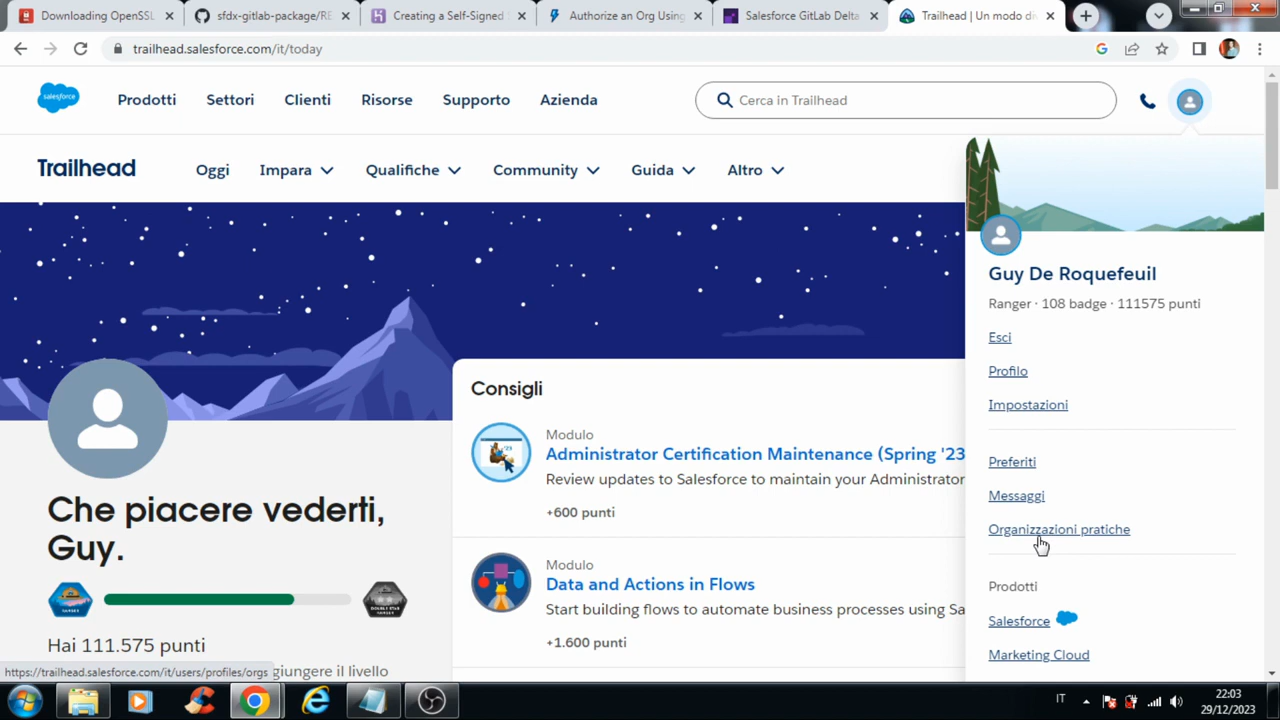 Downloading OpenSSL
sfdx-gitlab-package/RE
Creating a Self-Signed
Authorize an Org Using
Salesforce GitLab Delta
Trailhead | Un modo di
trailhead.salesforce.com/it/today
salesforce
Prodotti
Settori
Clienti
Risorse
Supporto
Azienda
Cerca in Trailhead
Trailhead
Oggi
Impara
Qualifiche
Community
Guida
Altro
Guy De Roquefeuil
Ranger · 108 badge · 111575 punti
Esci
Profilo
Impostazioni
Preferiti
Messaggi
Organizzazioni pratiche
Prodotti
Salesforce
Marketing Cloud
Consigli
Modulo
Administrator Certification Maintenance (Spring '23
Review updates to Salesforce to maintain your Administrator
+600 punti
Modulo
Data and Actions in Flows
Start building flows to automate business processes using Sa
+1.600 punti
Che piacere vederti,
Guy.
RANGER
DOUBLE STAR
RANGER
Hai 111.575 punti
giungere il livello
https://trailhead.salesforce.com/it/users/profiles/orgs
IT
22:03
29/12/2023